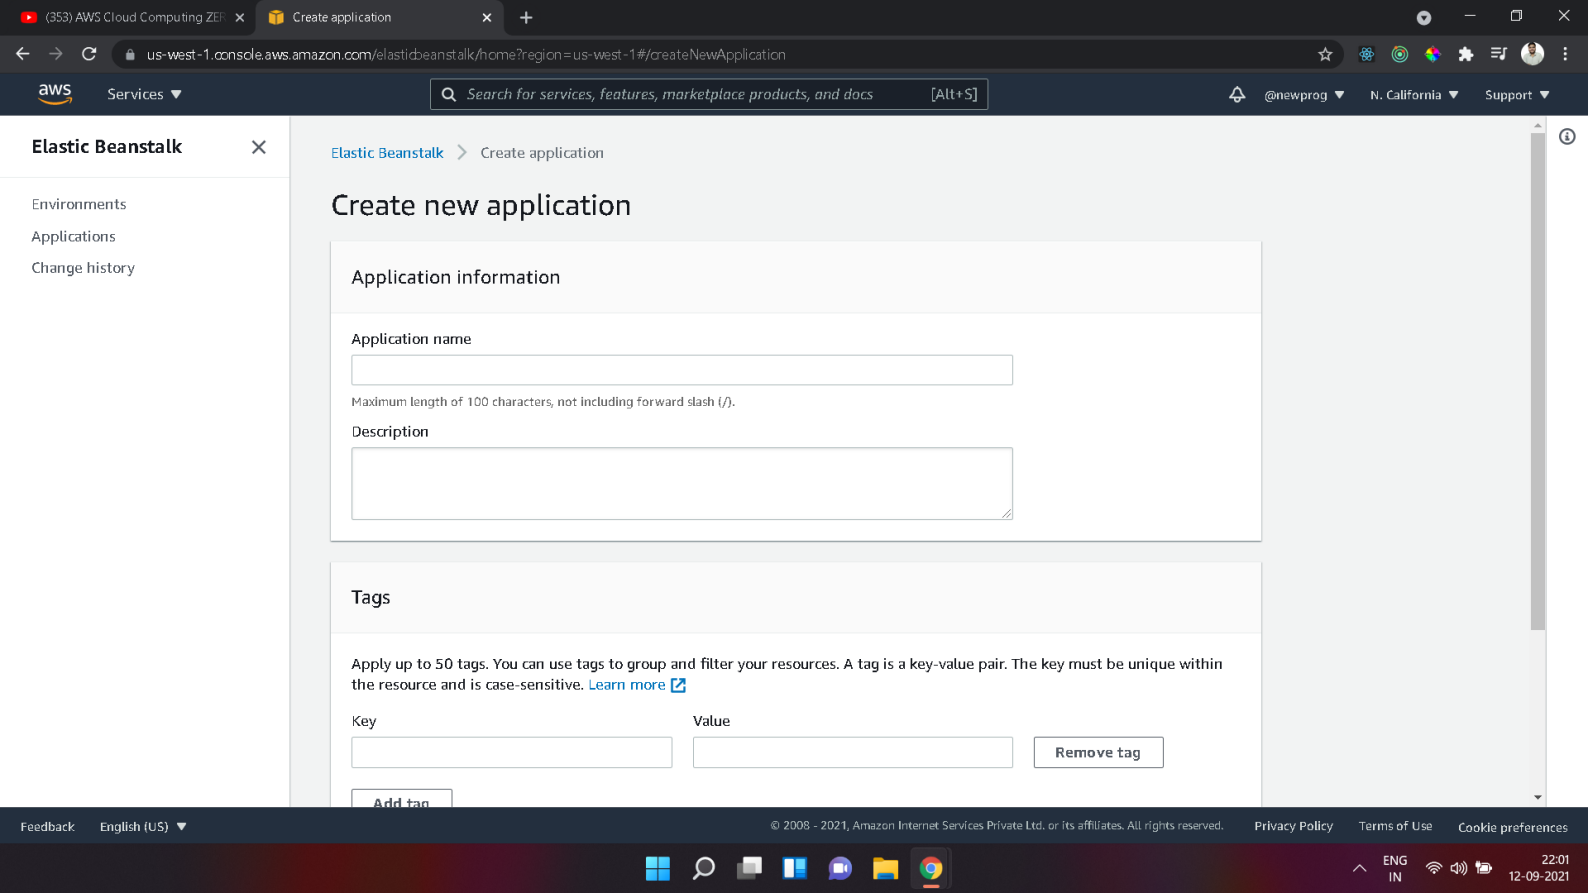 (353) AWS Cloud Computing ZER
Create application
us-west-1.console.aws.amazon.com/elasticbeanstalk/home?region=us-west-1#/createNewApplication
aws
Services
Search for services, features, marketplace products, and docs
[Alt+S]
@newprog
N. California
Support
Elastic Beanstalk
Environments
Applications
Change history
Elastic Beanstalk
Create application
Create new application
Application information
Application name
Maximum length of 100 characters, not including forward slash (/).
Description
Tags
Apply up to 50 tags. You can use tags to group and filter your resources. A tag is a key-value pair. The key must be unique within
the resource and is case-sensitive. Learn more
Key
Value
Remove tag
Add tag
Feedback
English (US)
© 2008 - 2021, Amazon Internet Services Private Ltd. or its affiliates. All rights reserved.
Privacy Policy
Terms of Use
Cookie preferences
ENG
IN
22:01
12-09-2021